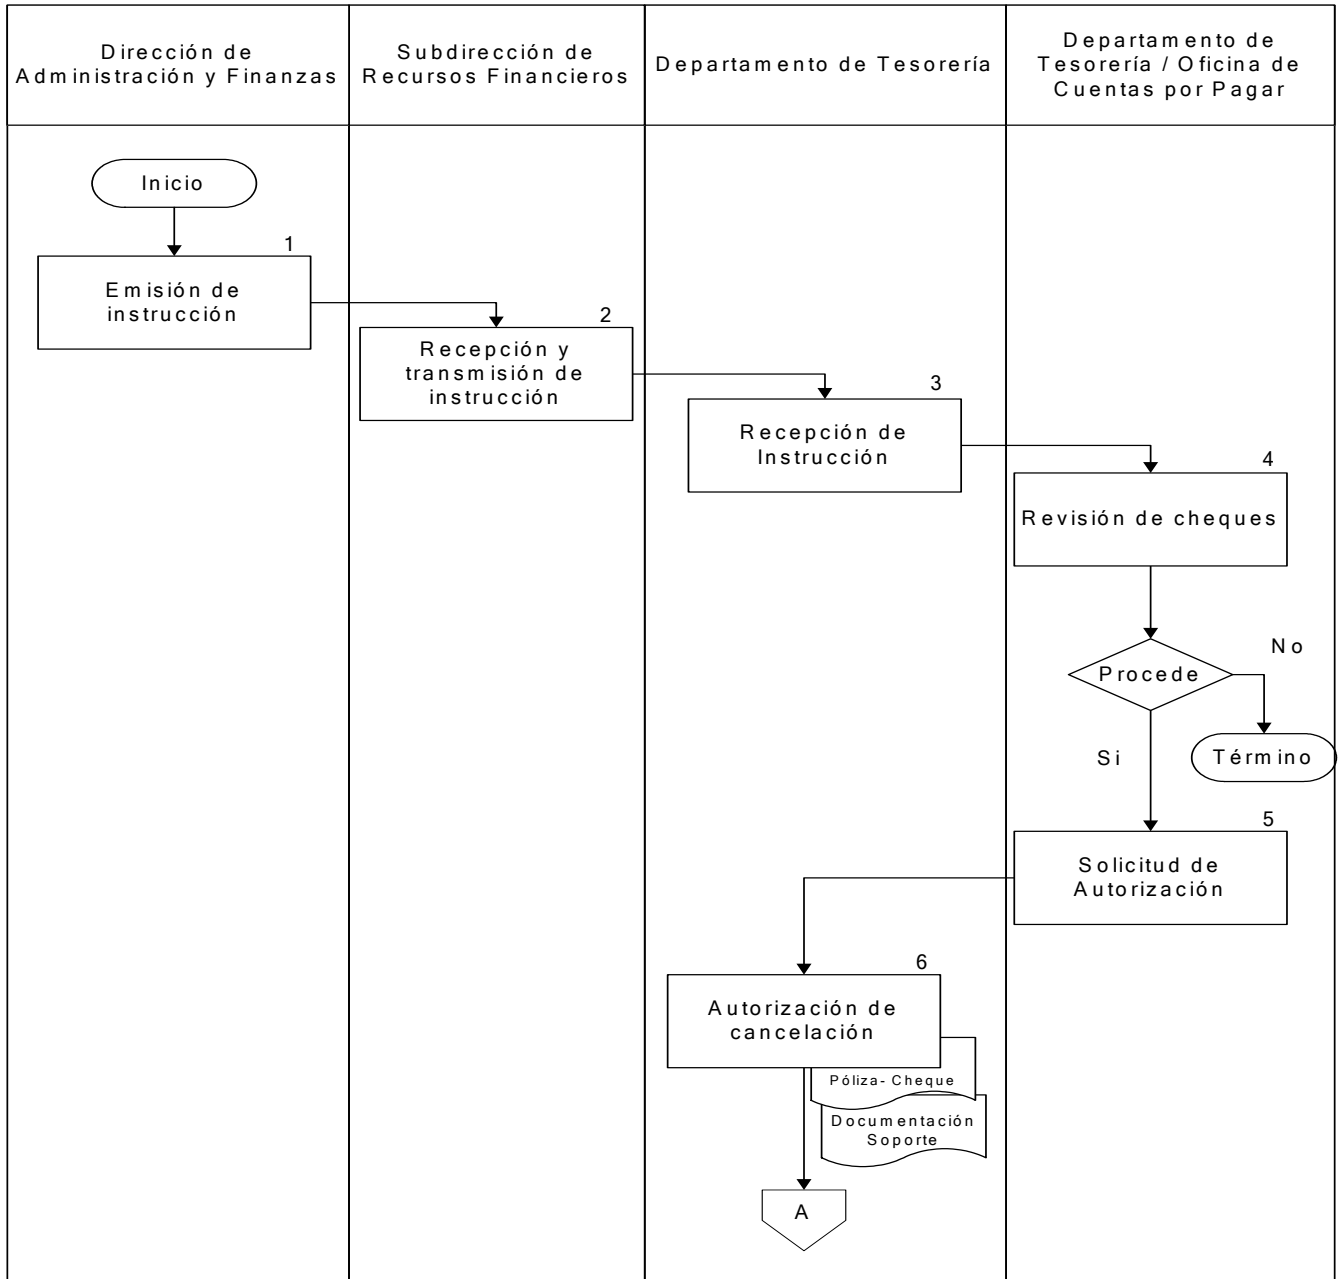 Dirección de
Administración y Finanzas
Subdirección de
Recursos Financieros
Departamento de Tesorería
Departamento de
Tesorería / Oficina de
Cuentas por Pagar
Inicio
1
Emisión de
instrucción
2
Recepción y
transmisión de
instrucción
3
Recepción de
Instrucción
4
Revisión de cheques
Procede
No
Si
Término
5
Solicitud de
Autorización
6
Autorización de
cancelación
Póliza- Cheque
Documentación
Soporte
A